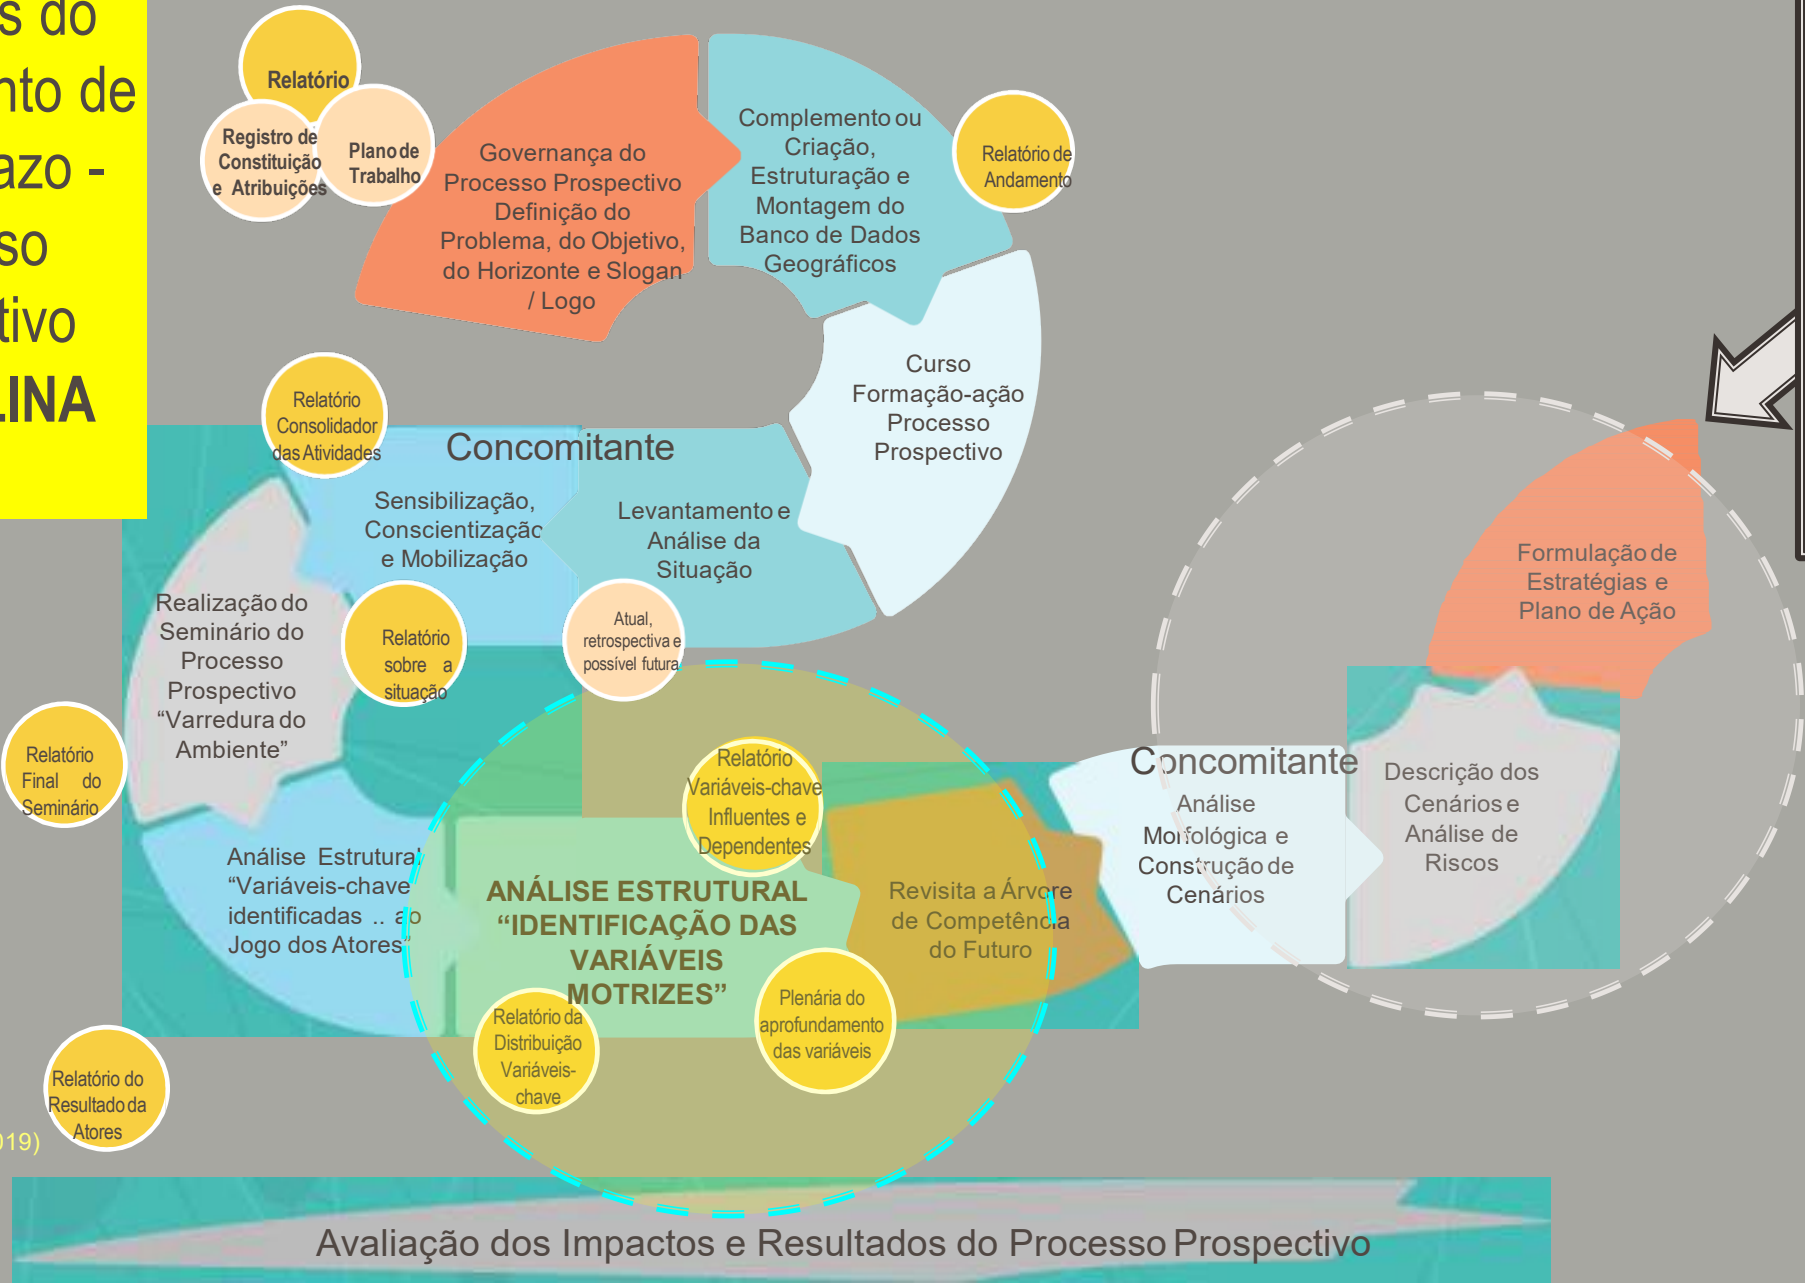 s do
nto de
azo -
so
tivo
LINA
Relatório
Registro de
Constituição
e Atribuições
Plano de
Trabalho
Governança do
Processo Prospectivo
Definição do
Problema, do Objetivo,
do Horizonte e Slogan
/ Logo
Complemento ou
Criação,
Estruturação e
Montagem do
Banco de Dados
Geográficos
Relatório de
Andamento
Curso
Formação-ação
Processo
Prospectivo
Relatório
Consolidador
das Atividades
Concomitante
Sensibilização,
Conscientização
e Mobilização
Levantamento e
Análise da
Situação
Atual,
retrospectiva e
possível futura
Relatório
sobre a
situação
Realização do
Seminário do
Processo
Prospectivo
“Varredura do
Ambiente”
Relatório
Final do
Seminário
Análise Estrutural
“Variáveis-chave
identificadas .. ao
Jogo dos Atores”
Relatório do
Resultado da
Atores
019)
ANÁLISE ESTRUTURAL
“IDENTIFICAÇÃO DAS
VARIÁVEIS
MOTRIZES”
Relatório
Variáveis-chave
Influentes e
Dependentes
Relatório da
Distribuição
Variáveis-
chave
Plenária do
aprofundamento
das variáveis
Revisita a Árvore
de Competência
do Futuro
Concomitante
Análise
Morfológica e
Construção de
Cenários
Descrição dos
Cenários e
Análise de
Riscos
Formulação de
Estratégias e
Plano de Ação
Avaliação dos Impactos e Resultados do Processo Prospectivo